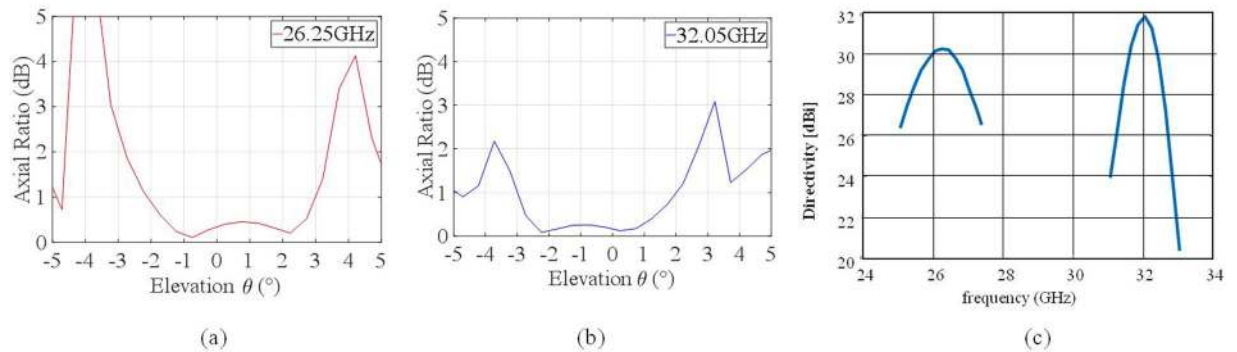 5
4
3
2
1
0
Axial Ratio (dB)
26.25GHz
-5 -4 -3 -2 -1 0 1 2 3 4 5
Elevation θ (°)
(a)
5
4
3
2
1
0
Axial Ratio (dB)
32.05GHz
-5 -4 -3 -2 -1 0 1 2 3 4 5
Elevation θ (°)
(b)
32
30
28
26
24
22
20
Directivity [dBi]
24 26 28 30 32 34
frequency (GHz)
(c)